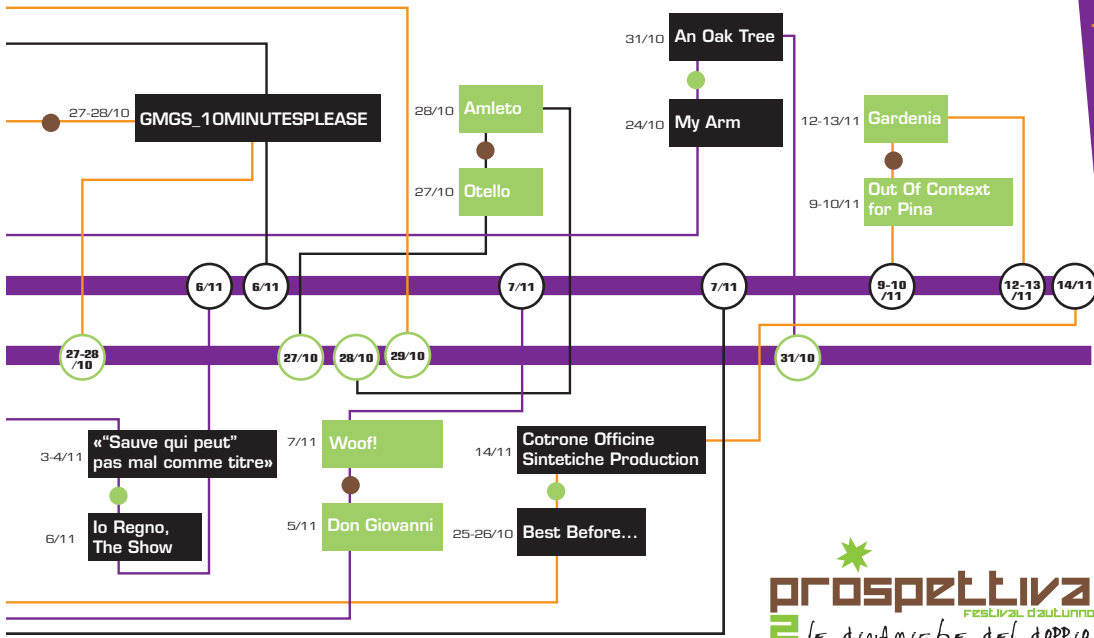 31/10 An Oak Tree
24/10 My Arm
27-28/10 GMGS_10MINUTESPLEASE
28/10 Amleto
27/10 Otello
12-13/11 Gardenia
9-10/11 Out Of Context
for Pina
6/11
6/11
7/11
7/11
9-10
/11
12-13
/11
14/11
27-28
/10
27/10
28/10
29/10
31/10
3-4/11 «“Sauve qui peut”
pas mal comme titre»
6/11 Io Regno,
The Show
7/11 Woof!
5/11 Don Giovanni
14/11 Cotrone Officine
Sintetiche Production
25-26/10 Best Before...
prospettiva
festival d'autunno
2 le dinamiche del doppio